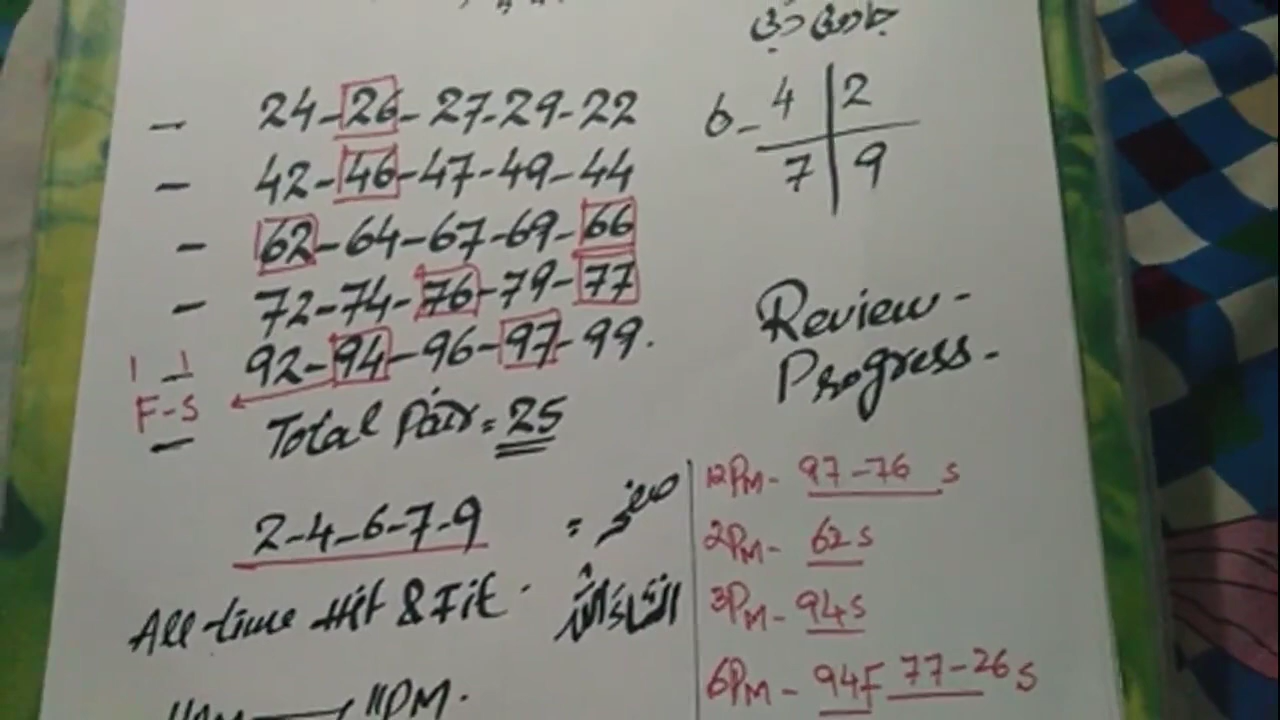 24-26-27-29-22
- 42-46-47-49-44
- 62-64-67-69-66
- 72-74-76-79-77
- 92-94-96-97-99.
F-S
Total Pair = 25
2-4-6-7-9 =
All time Hit & Fit.
انشاءاللہ
11PM.
6-4 2
7 9
Review-
Progress-
12PM- 97-76 S
2PM- 62 S
3PM- 94 S
6PM- 94F 77-26 S